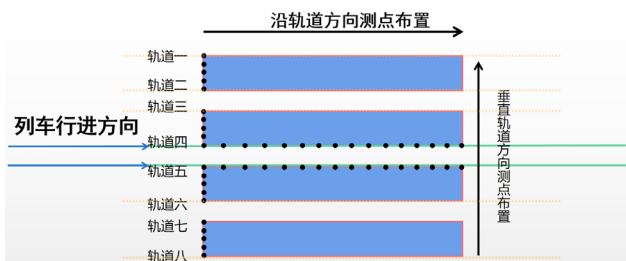 沿轨道方向测点布置
轨道一
轨道二
轨道三
列车行进方向
轨道四
轨道五
轨道六
轨道七
轨道八
垂直轨道方向测点布置